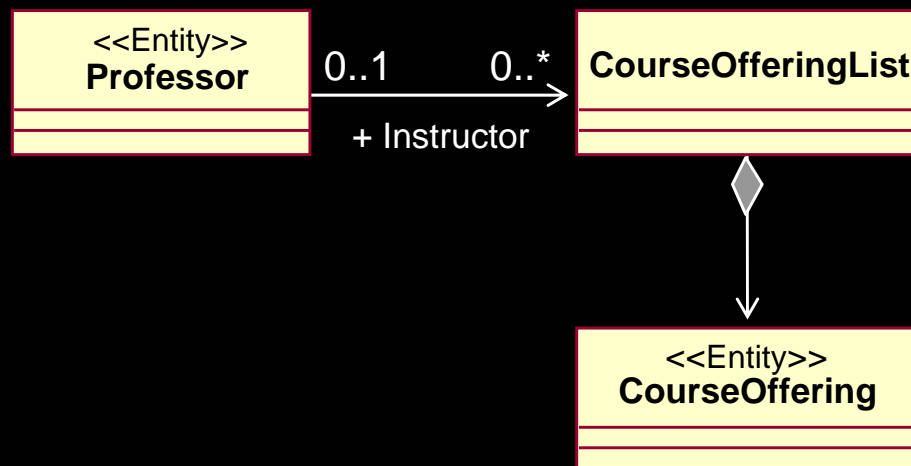 <<Entity>>
Professor
0..1
0..*
+ Instructor
CourseOfferingList
<<Entity>>
CourseOffering